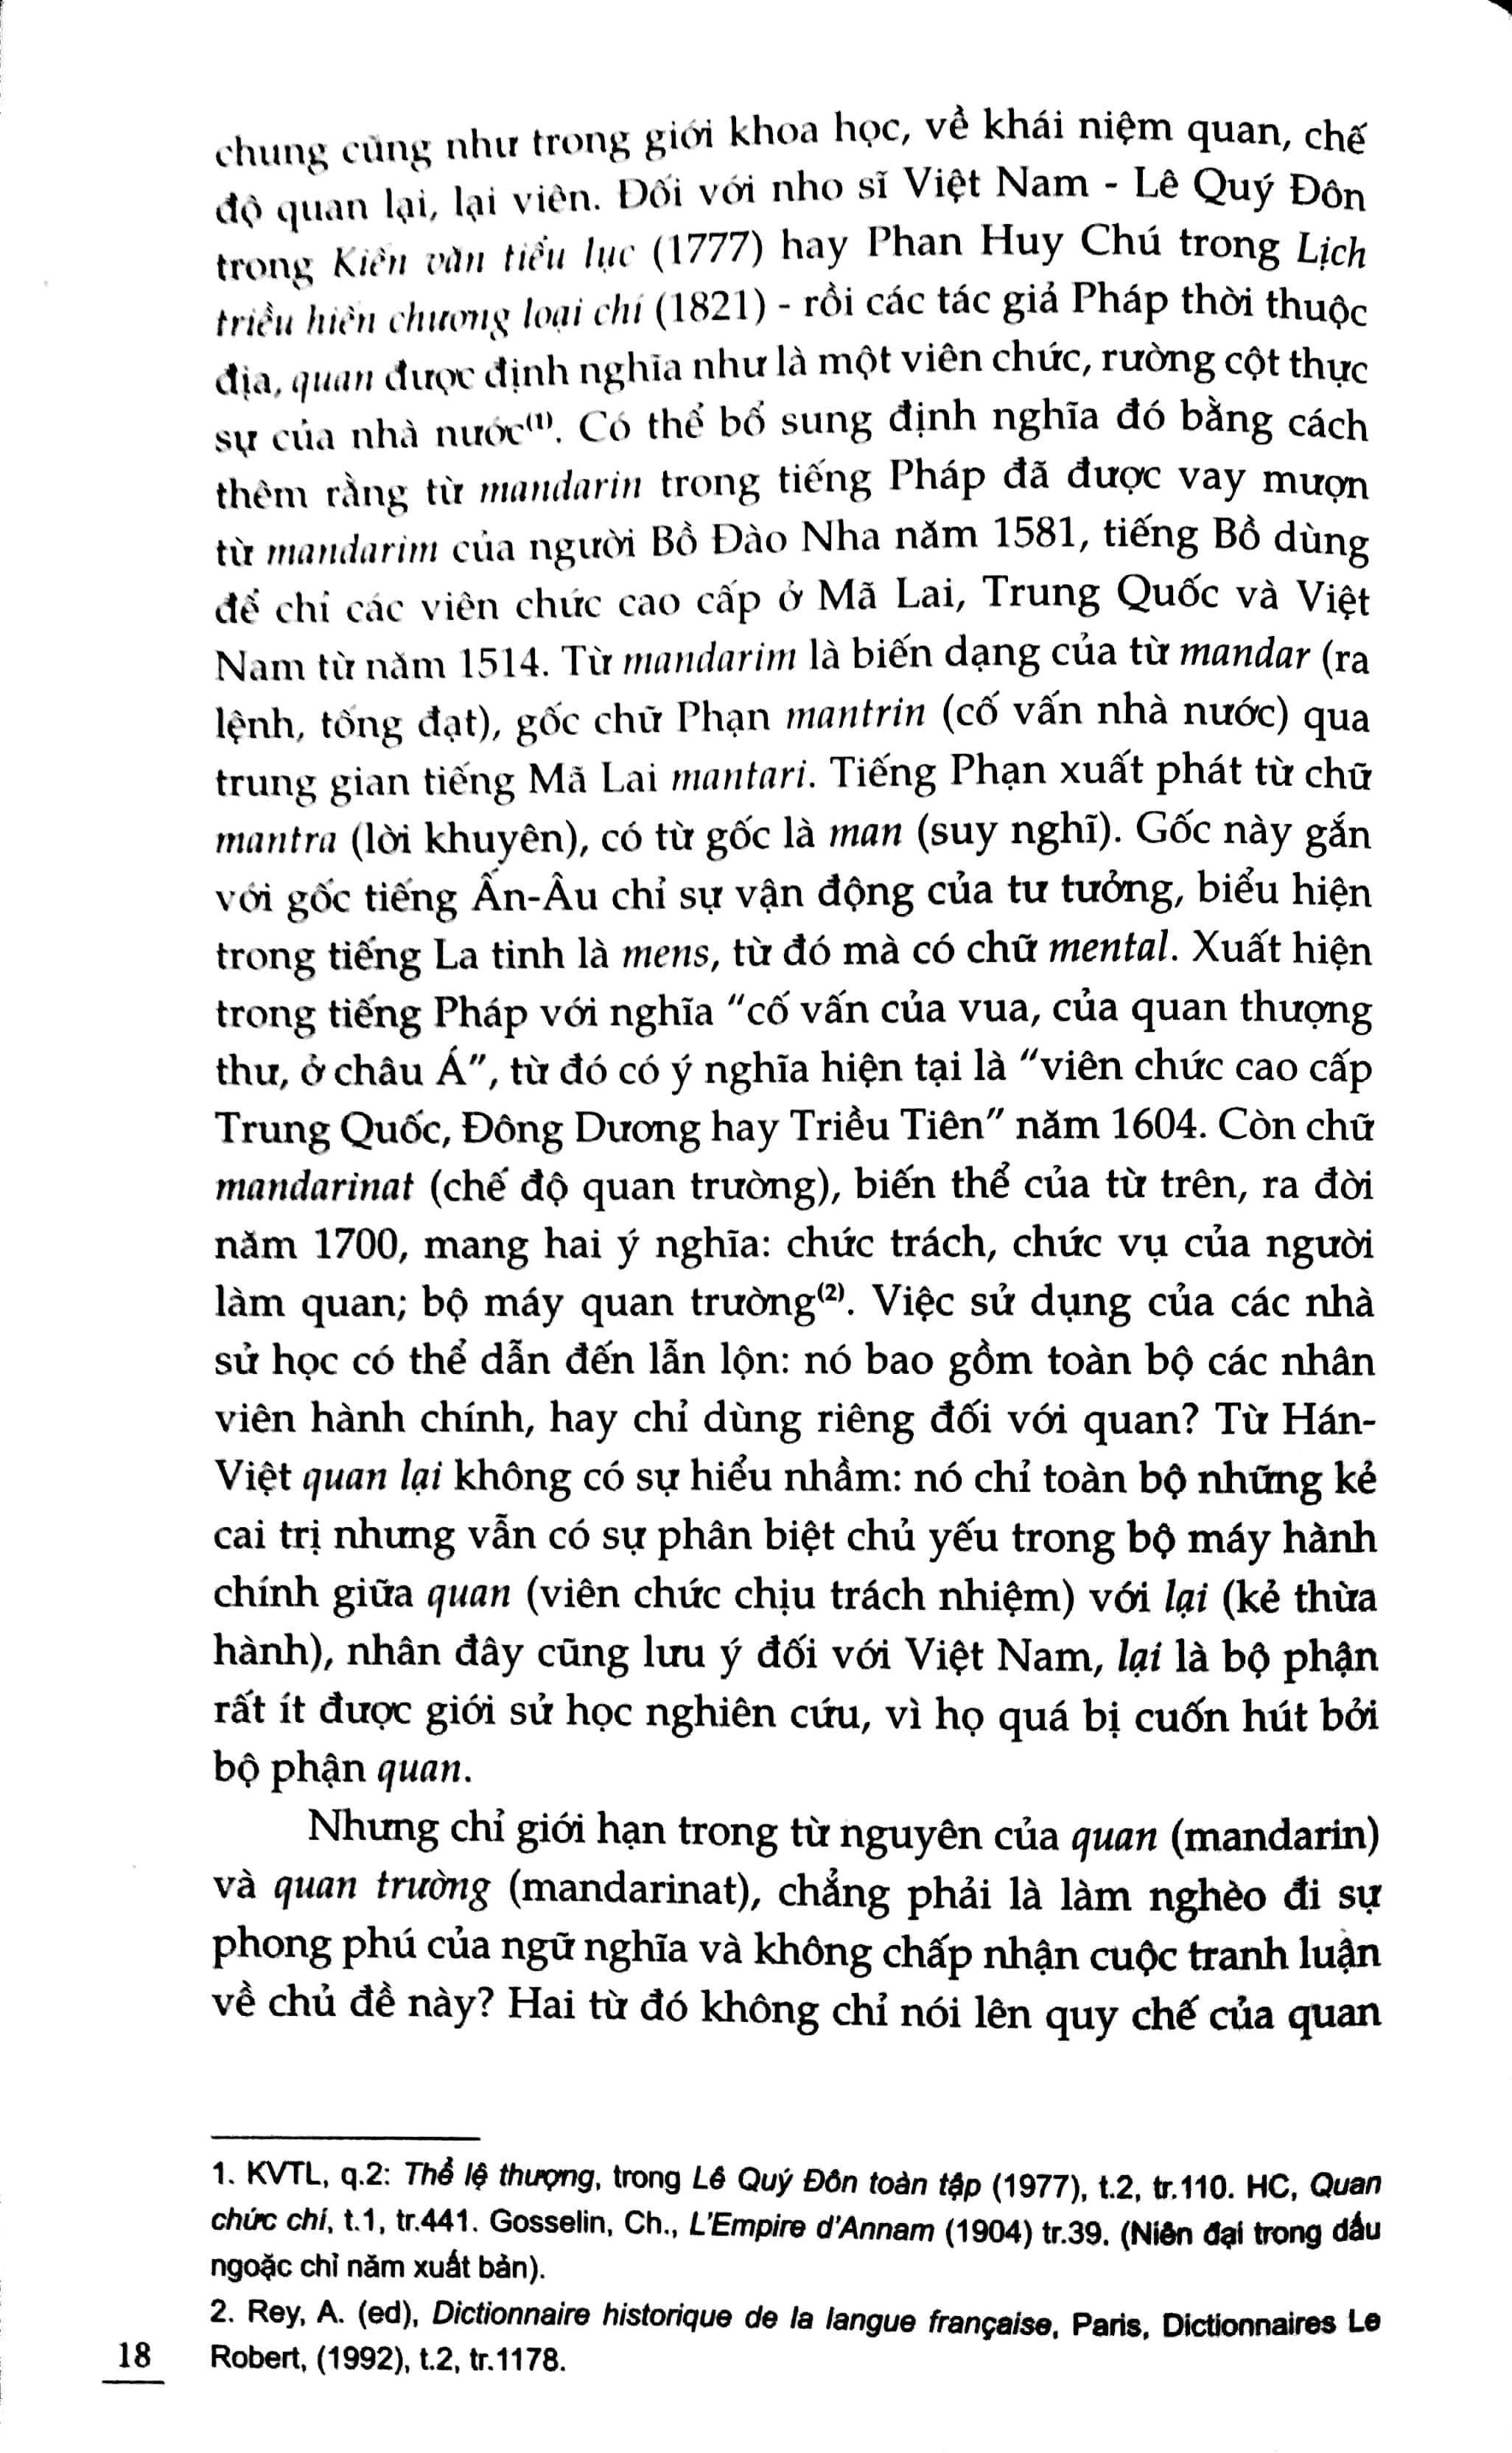 chung cũng như trong giới khoa học, về khái niệm quan, chế
độ quan lại, lại viên. Đối với nho sĩ Việt Nam - Lê Quý Đôn
trong Kiến văn tiểu lục (1777) hay Phan Huy Chú trong Lịch
triều hiến chương loại chí (1821) - rồi các tác giả Pháp thời thuộc
địa, quan được định nghĩa như là một viên chức, rường cột thực
sự của nhà nước(1). Có thể bổ sung định nghĩa đó bằng cách
thêm rằng từ mandarin trong tiếng Pháp đã được vay mượn
từ mandarim của người Bồ Đào Nha năm 1581, tiếng Bồ dùng
để chỉ các viên chức cao cấp ở Mã Lai, Trung Quốc và Việt
Nam từ năm 1514. Từ mandarim là biến dạng của từ mandar (ra
lệnh, tống đạt), gốc chữ Phạn mantrin (cố vấn nhà nước) qua
trung gian tiếng Mã Lai mantari. Tiếng Phạn xuất phát từ chữ
mantra (lời khuyên), có từ gốc là man (suy nghĩ). Gốc này gắn
với gốc tiếng Ấn-Âu chỉ sự vận động của tư tưởng, biểu hiện
trong tiếng La tinh là mens, từ đó mà có chữ mental. Xuất hiện
trong tiếng Pháp với nghĩa "cố vấn của vua, của quan thượng
thư, ở châu Á", từ đó có ý nghĩa hiện tại là "viên chức cao cấp
Trung Quốc, Đông Dương hay Triều Tiên" năm 1604. Còn chữ
mandarinat (chế độ quan trường), biến thể của từ trên, ra đời
năm 1700, mang hai ý nghĩa: chức trách, chức vụ của người
làm quan; bộ máy quan trường(2). Việc sử dụng của các nhà
sử học có thể dẫn đến lẫn lộn: nó bao gồm toàn bộ các nhân
viên hành chính, hay chỉ dùng riêng đối với quan? Từ Hán-
Việt quan lại không có sự hiểu nhầm: nó chỉ toàn bộ những kẻ
cai trị nhưng vẫn có sự phân biệt chủ yếu trong bộ máy hành
chính giữa quan (viên chức chịu trách nhiệm) với lại (kẻ thừa
hành), nhân đây cũng lưu ý đối với Việt Nam, lại là bộ phận
rất ít được giới sử học nghiên cứu, vì họ quá bị cuốn hút bởi
bộ phận quan.
Nhưng chỉ giới hạn trong từ nguyên của quan (mandarin)
và quan trường (mandarinat), chẳng phải là làm nghèo đi sự
phong phú của ngữ nghĩa và không chấp nhận cuộc tranh luận
về chủ đề này? Hai từ đó không chỉ nói lên quy chế của quan
1. KVTL, q.2: Thể lệ thượng, trong Lê Quý Đôn toàn tập (1977), t.2, tr.110. HC, Quan
chức chí, t.1, tr.441. Gosselin, Ch., L'Empire d'Annam (1904) tr.39. (Niên đại trong dấu
ngoặc chỉ năm xuất bản).
2. Rey, A. (ed), Dictionnaire historique de la langue française, Paris, Dictionnaires Le
Robert, (1992), t.2, tr.1178.
18